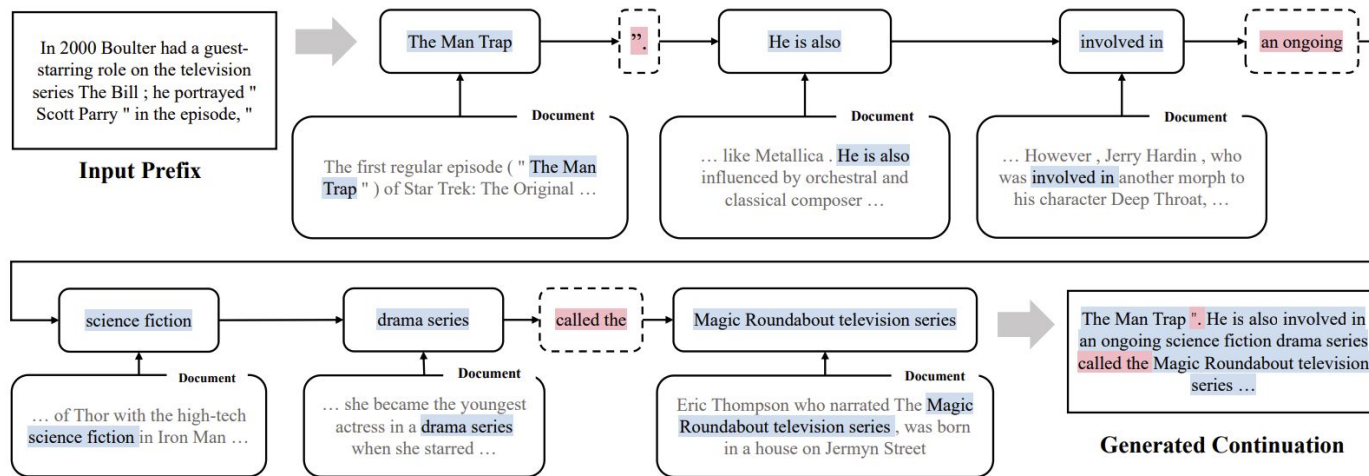 In 2000 Boulter had a guest-
starring role on the television
series The Bill ; he portrayed "
Scott Parry " in the episode, "
Input Prefix
The Man Trap
”.
He is also
involved in
an ongoing
Document
The first regular episode ( " The Man
Trap " ) of Star Trek: The Original …
Document
… like Metallica . He is also
influenced by orchestral and
classical composer …
Document
… However , Jerry Hardin , who
was involved in another morph to
his character Deep Throat, …
science fiction
drama series
called the
Magic Roundabout television series
Document
… of Thor with the high-tech
science fiction in Iron Man …
Document
… she became the youngest
actress in a drama series
when she starred …
Document
Eric Thompson who narrated The Magic
Roundabout television series , was born
in a house on Jermyn Street
The Man Trap ". He is also involved in
an ongoing science fiction drama series
called the Magic Roundabout television
series …
Generated Continuation